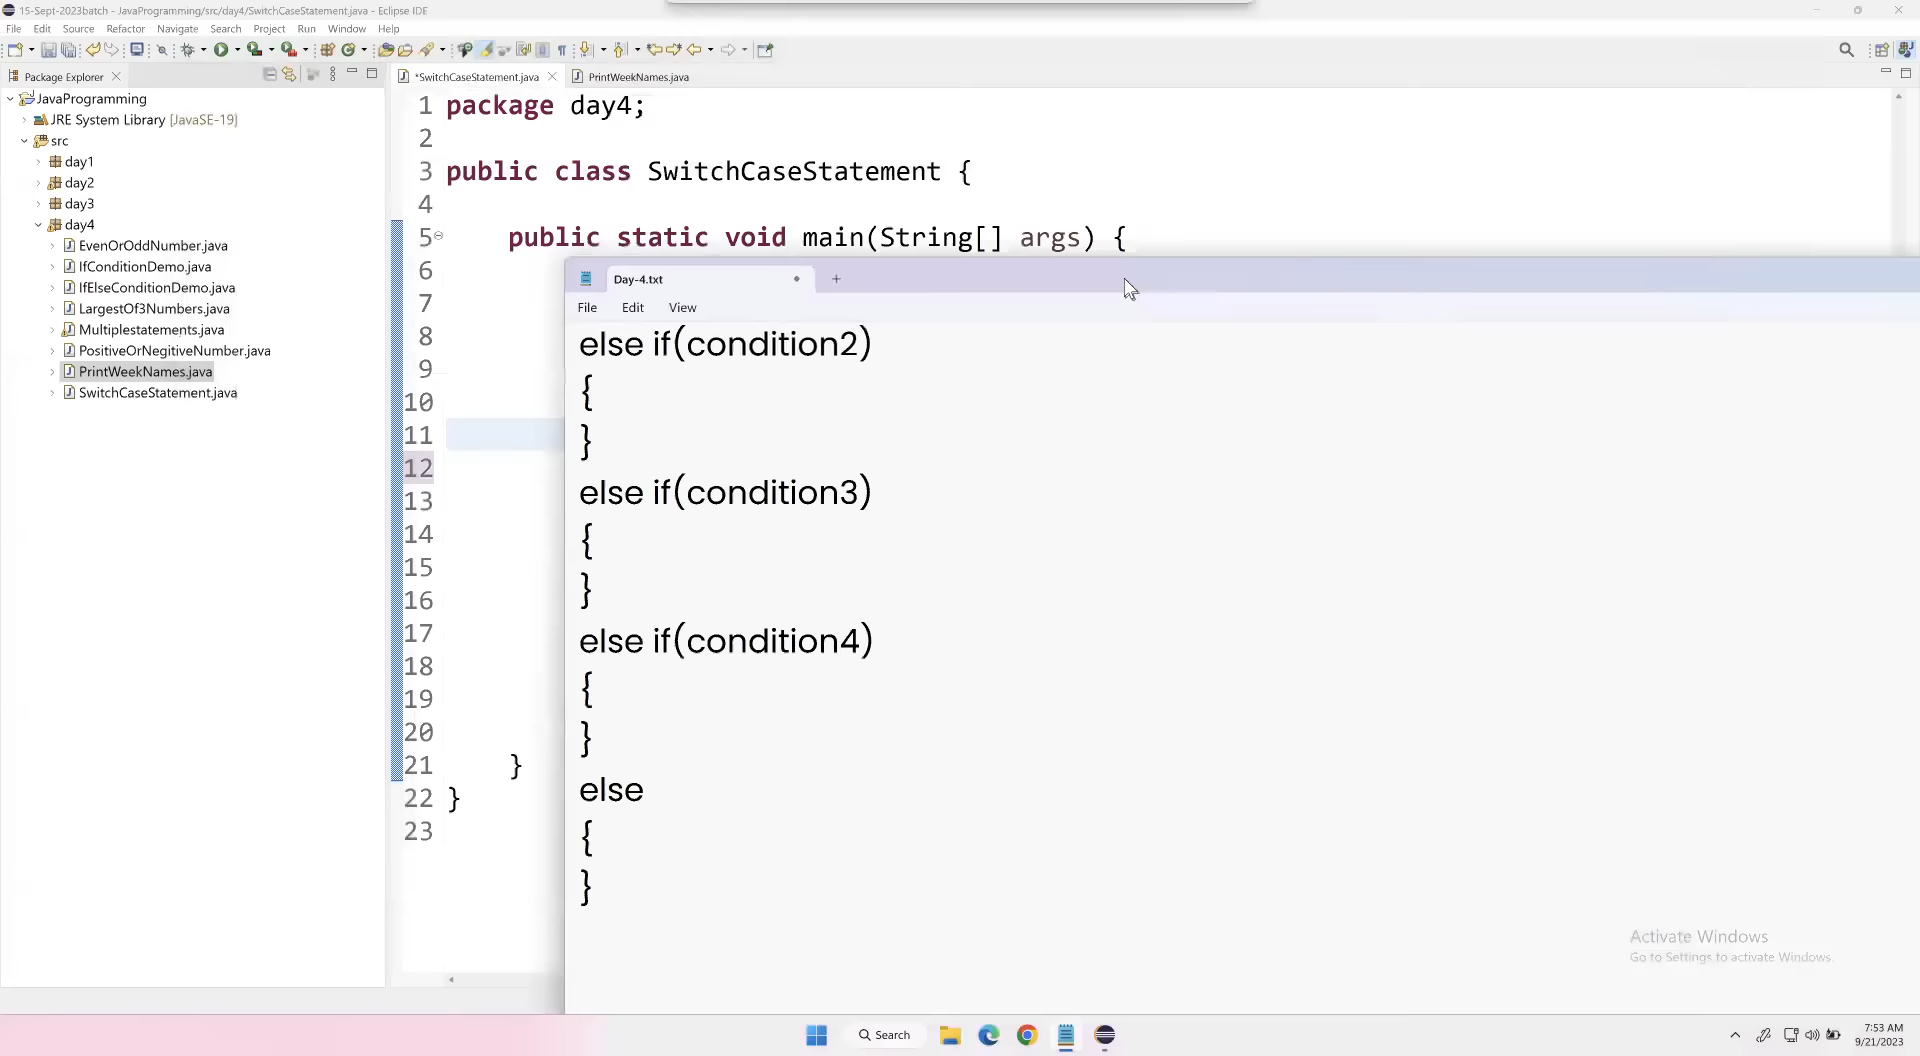 15-Sept-2023batch - JavaProgramming/src/day4/SwitchCaseStatement.java - Eclipse IDE
File Edit Source Refactor Navigate Search Project Run Window Help
Package Explorer
*SwitchCaseStatement.java
PrintWeekNames.java
JavaProgramming
JRE System Library [JavaSE-19]
src
day1
day2
day3
day4
EvenOrOddNumber.java
IfConditionDemo.java
IfElseConditionDemo.java
LargestOf3Numbers.java
Multiplestatements.java
PositiveOrNegitiveNumber.java
PrintWeekNames.java
SwitchCaseStatement.java
1 package day4;
2
3 public class SwitchCaseStatement {
4
5 public static void main(String[] args) {
6
7
8
9
10
11
12
13
14
15
16
17
18
19
20
21 }
22 }
23
Day-4.txt
File Edit View
else if(condition2)
{
}
else if(condition3)
{
}
else if(condition4)
{
}
else
{
}
Activate Windows
Go to Settings to activate Windows.
Search
7:53 AM
9/21/2023